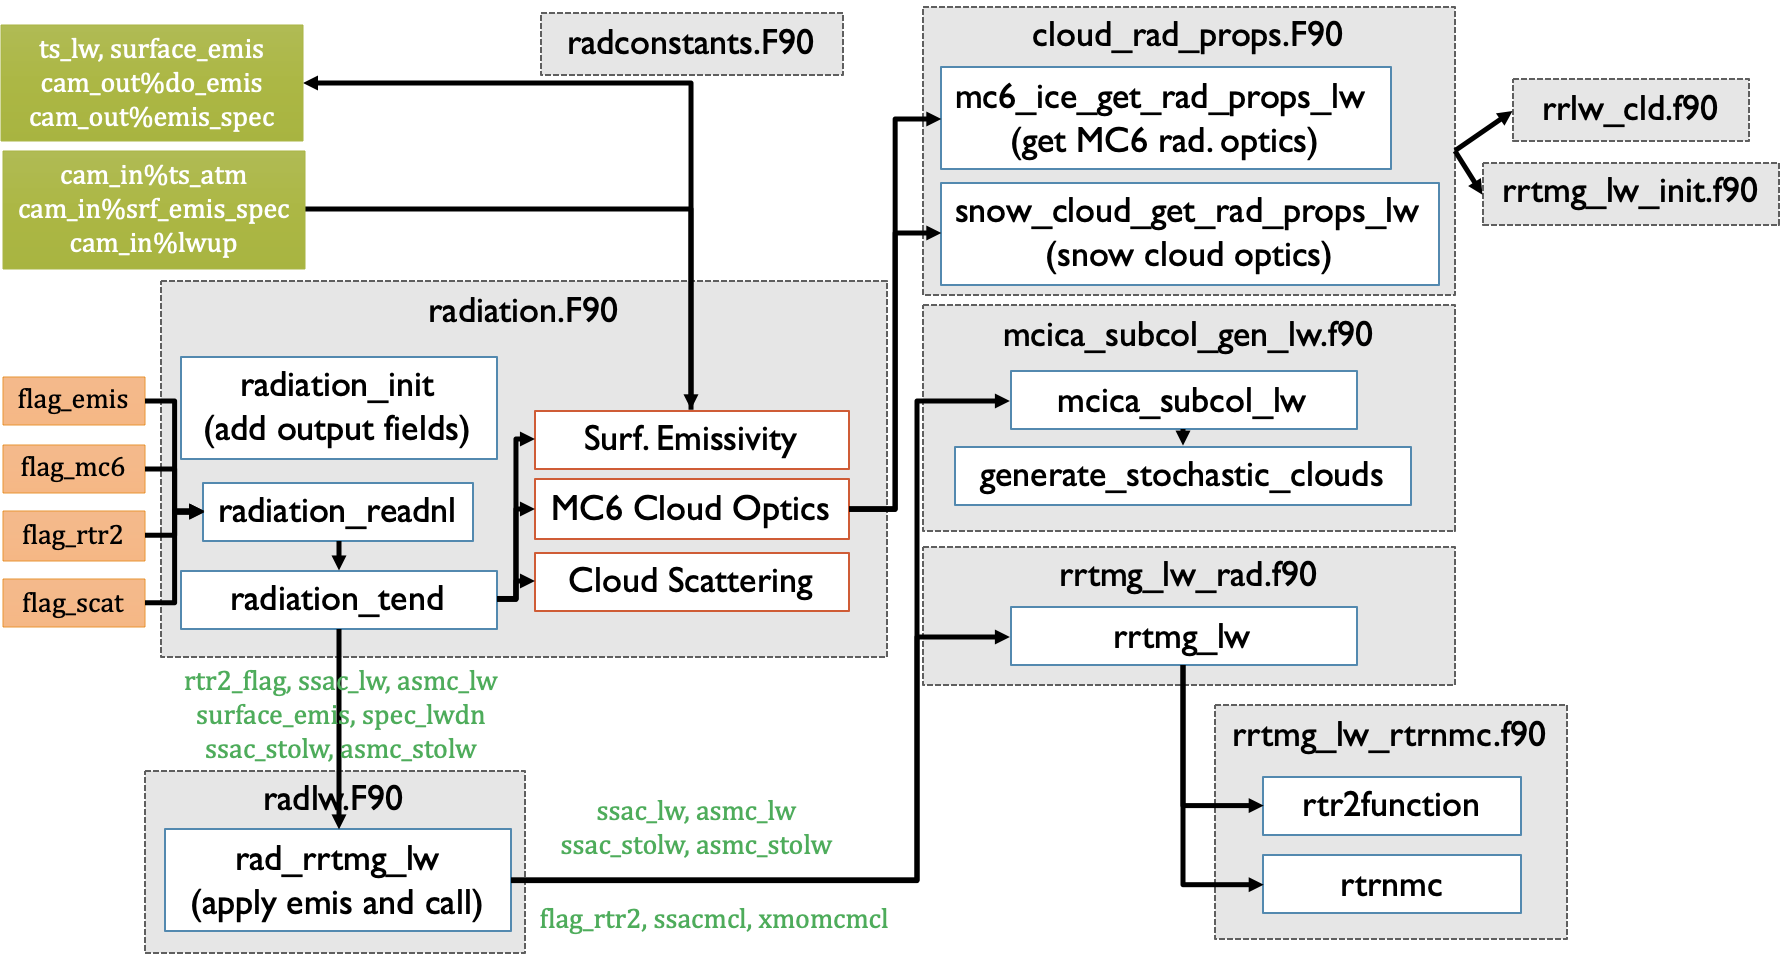 ts_lw, surface_emis
cam_out%do_emis
cam_out%emis_spec
cam_in%ts_atm
cam_in%srf_emis_spec
cam_in%lwup
radconstants.F90
cloud_rad_props.F90
mc6_ice_get_rad_props_lw
(get MC6 rad. optics)
snow_cloud_get_rad_props_lw
(snow cloud optics)
rrlw_cld.f90
rrtmg_lw_init.f90
radiation.F90
radiation_init
(add output fields)
radiation_readnl
radiation_tend
flag_emis
flag_mc6
flag_rtr2
flag_scat
Surf. Emissivity
MC6 Cloud Optics
Cloud Scattering
mcica_subcol_gen_lw.f90
mcica_subcol_lw
generate_stochastic_clouds
rrtmg_lw_rad.f90
rrtmg_lw
rrtmg_lw_rtrnmc.f90
rtr2function
rtrnmc
rtr2_flag, ssac_lw, asmc_lw
surface_emis, spec_lwdn
ssac_stolw, asmc_stolw
radlw.F90
rad_rrtmg_lw
(apply emis and call)
ssac_lw, asmc_lw
ssac_stolw, asmc_stolw
flag_rtr2, ssacmcl, xmomcmcl